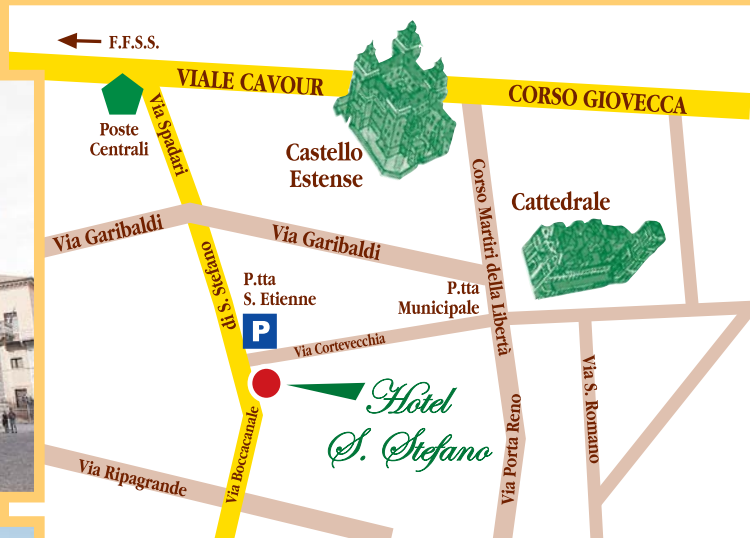 F.F.S.S.
VIALE CAVOUR
CORSO GIOVECCA
Poste
Centrali
Via Spadari
Castello
Estense
Corso Martiri della Libertà
Cattedrale
Via Garibaldi
Via Garibaldi
di S. Stefano
P.tta
S. Etienne
P.tta
Municipale
P
Via Cortevecchia
Hotel
S. Stefano
Via Boccacanale
Via Ripagrande
Via Porta Reno
Via S. Romano